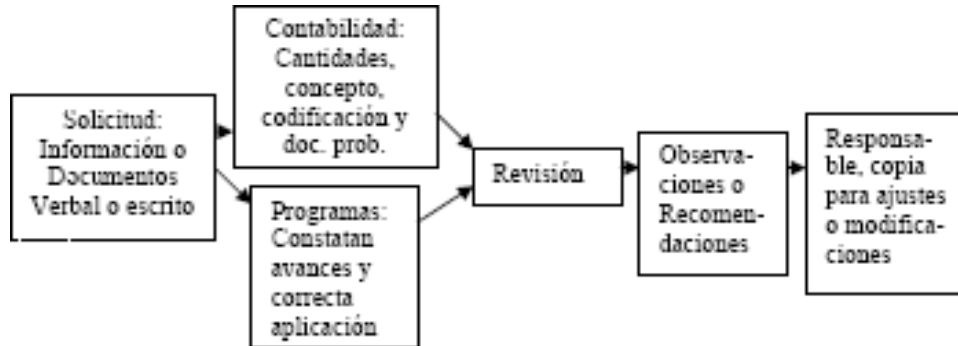 Solicitud:
Información o
Documentos
Verbal o escrito
Contabilidad:
Cantidades,
concepto,
codificación y
doc. prob.
Programas:
Constatan
avances y
correcta
aplicación
Revisión
Observa-
ciones o
Recomen-
daciones
Responsa-
ble, copia
para ajustes
o modifica-
ciones